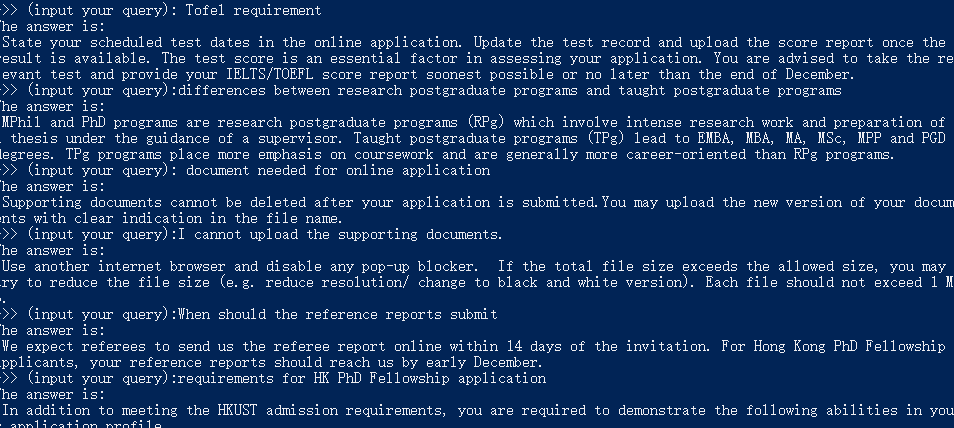 >> (input your query): Tofel requirement
he answer is:
State your scheduled test dates in the online application. Update the test record and upload the score report once the
esult is available. The test score is an essential factor in assessing your application. You are advised to take the re
evant test and provide your IELTS/TOEFL score report soonest possible or no later than the end of December.
>> (input your query):differences between research postgraduate programs and taught postgraduate programs
he answer is:
MPhil and PhD programs are research postgraduate programs (RPg) which involve intense research work and preparation of
thesis under the guidance of a supervisor. Taught postgraduate programs (TPg) lead to EMBA, MBA, MA, MSc, MPP and PGD
degrees. TPg programs place more emphasis on coursework and are generally more career-oriented than RPg programs.
>> (input your query): document needed for online application
he answer is:
Supporting documents cannot be deleted after your application is submitted.You may upload the new version of your docum
ents with clear indication in the file name.
>> (input your query):I cannot upload the supporting documents.
he answer is:
Use another internet browser and disable any pop-up blocker.  If the total file size exceeds the allowed size, you may
ry to reduce the file size (e.g. reduce resolution/ change to black and white version). Each file should not exceed 1 M
.
>> (input your query):When should the reference reports submit
he answer is:
We expect referees to send us the referee report online within 14 days of the invitation. For Hong Kong PhD Fellowship
pplicants, your reference reports should reach us by early December.
>> (input your query):requirements for HK PhD Fellowship application
he answer is:
In addition to meeting the HKUST admission requirements, you are required to demonstrate the following abilities in you
application profile